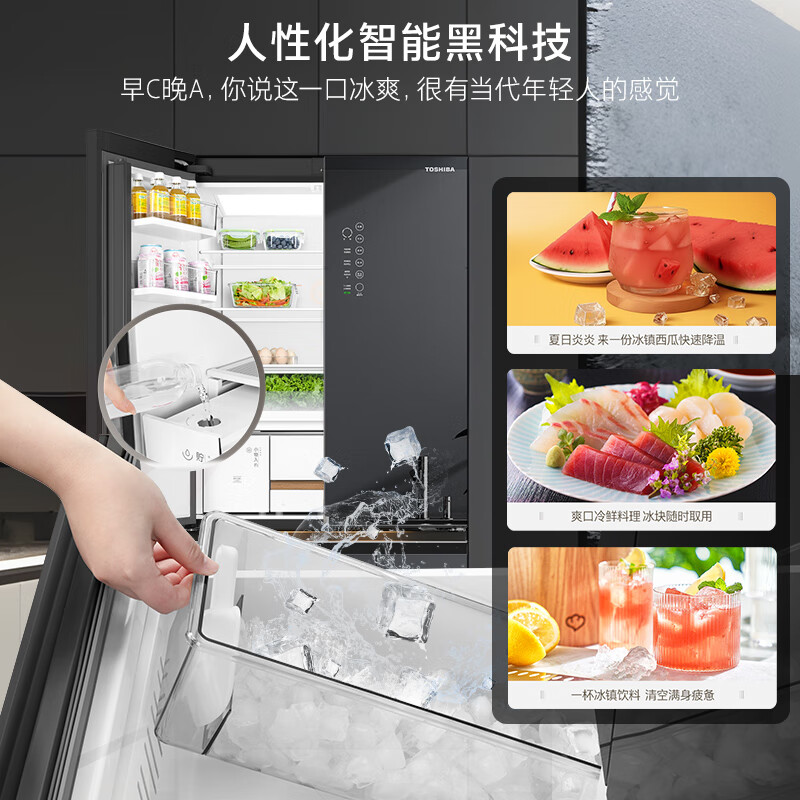 人性化智能黑科技
早C晚A，你说这一口冰爽，很有当代年轻人的感觉
TOSHIBA
夏日炎炎 来一份冰镇西瓜快速降温
爽口冷鲜料理 冰块随时取用
一杯冰镇饮料 清空满身疲惫